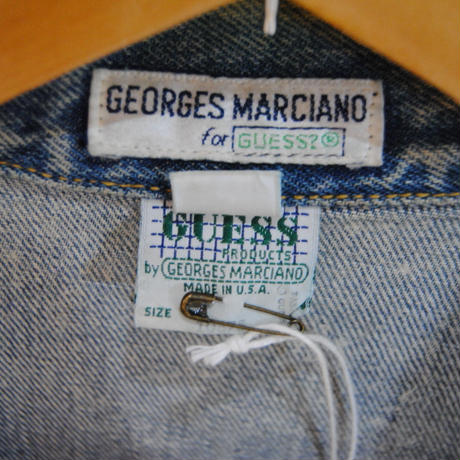 GEORGES MARCIANO
for GUESS?®
GUESS
PRODUCTS
by GEORGES MARCIANO
MADE IN U.S.A.
SIZE